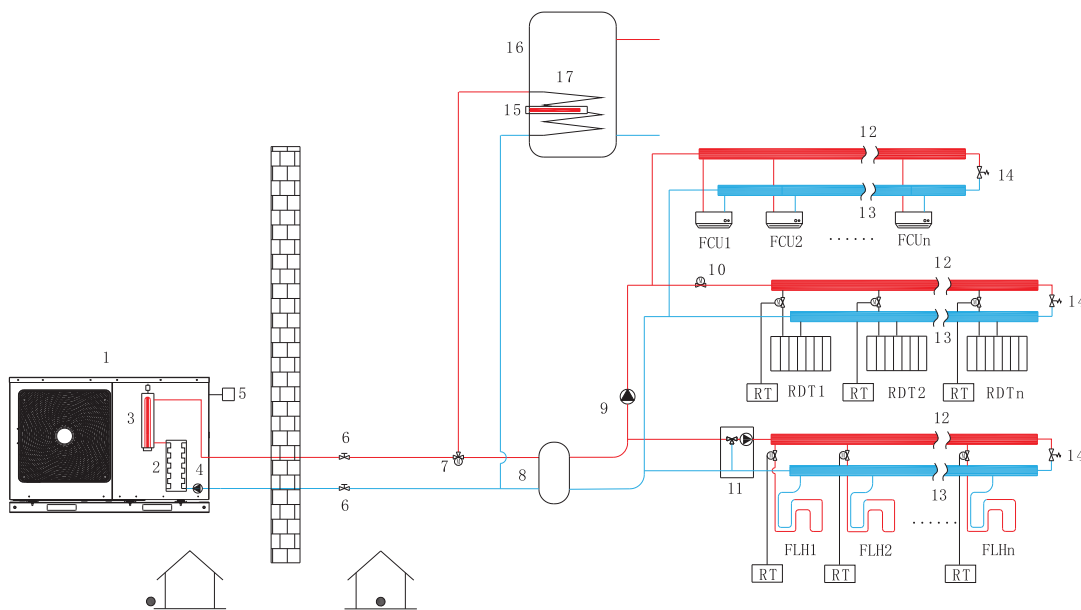 16
17
15
12
14
13
FCU1
FCU2
......
FCUn
10
12
14
13
1
5
3
2
4
6
6
7
8
9
RT
RDT1
RT
RDT2
RT
RDTn
12
14
13
11
FLH1
FLH2
......
FLHn
RT
RT
RT